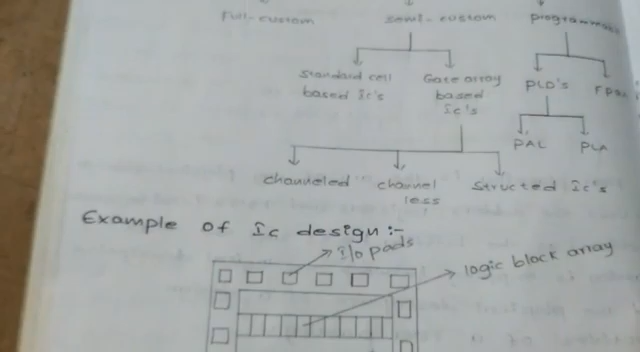 Full-custom
semi-custom
Standard cell
based Ic's
Gate array
based
Ic's
PLD'S
PAL
PLA
channeled
channel
less
Structed Ic's
Example of Ic design:-
i/o pads
logic block array